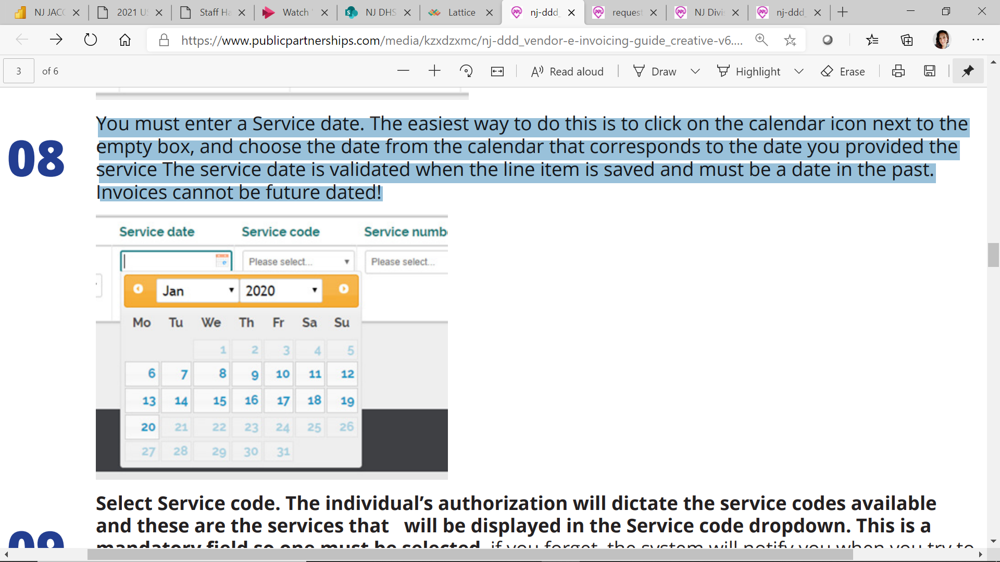 NJ JACC
2021 U
Staff Ha
Watch
NJ DHS
Lattice
nj-ddd_
request
NJ Divi
nj-ddd_
https://www.publicpartnerships.com/media/kzxdzxmc/nj-ddd_vendor-e-invoicing-guide_creative-v6....
3 of 6
Read aloud
Draw
Highlight
Erase
08
You must enter a Service date. The easiest way to do this is to click on the calendar icon next to the
empty box, and choose the date from the calendar that corresponds to the date you provided the
service The service date is validated when the line item is saved and must be a date in the past.
Invoices cannot be future dated!
Service date Service code Service numb
Please select... Please select...
Jan 2020
Mo Tu We Th Fr Sa Su
1 2 3 4 5
6 7 8 9 10 11 12
13 14 15 16 17 18 19
20 21 22 23 24 25 26
27 28 29 30 31
09
Select Service code. The individual’s authorization will dictate the service codes available
and these are the services that will be displayed in the Service code dropdown. This is a
mandatory field so one must be selected, if you forget, the system will notify you when you try to